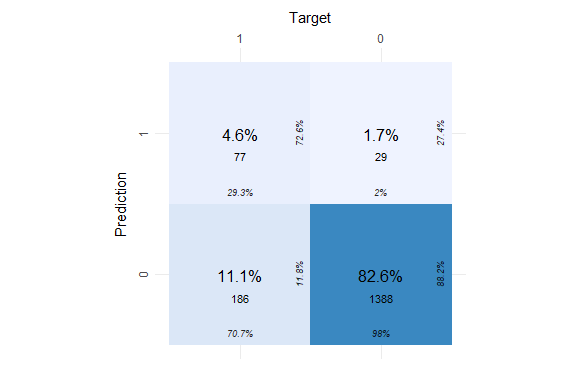 Target
1 0
Prediction
1
4.6% 72.6% 1.7% 27.4%
77 29
29.3% 2%
0
11.1% 11.8% 82.6% 88.2%
186 1388
70.7% 98%